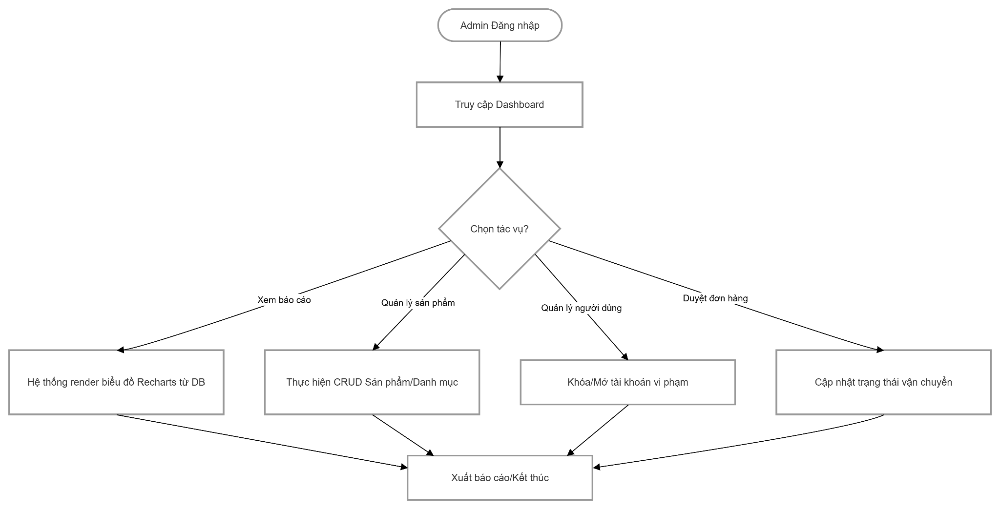 Admin Đăng nhập
Truy cập Dashboard
Chọn tác vụ?
Xem báo cáo
Quản lý sản phẩm
Quản lý người dùng
Duyệt đơn hàng
Hệ thống render biểu đồ Recharts từ DB
Thực hiện CRUD Sản phẩm/Danh mục
Khóa/Mở tài khoản vi phạm
Cập nhật trạng thái vận chuyển
Xuất báo cáo/Kết thúc